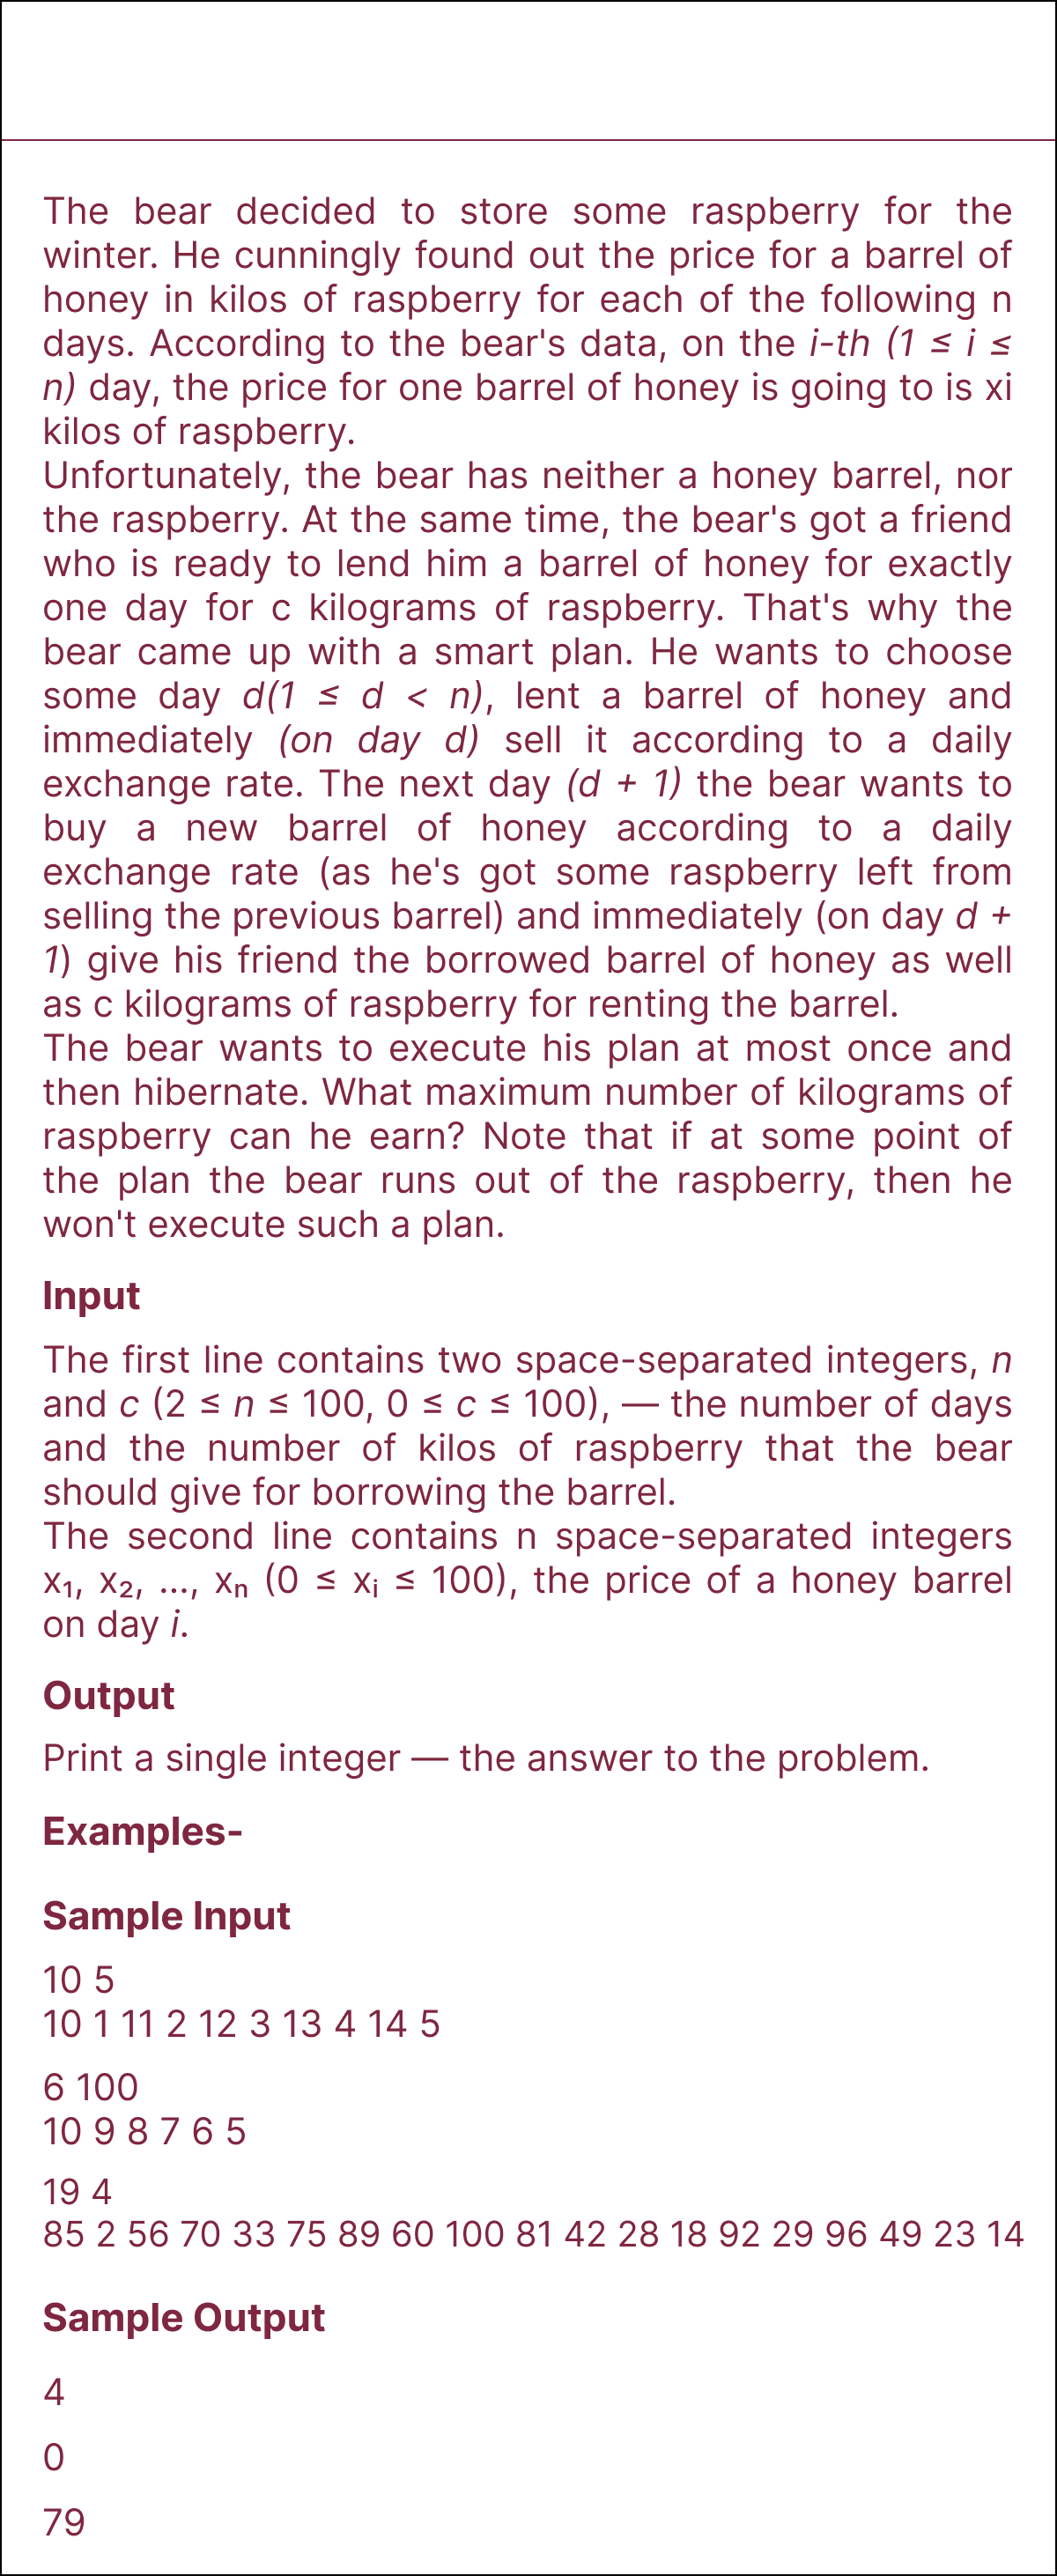 The bear decided to store some raspberry for the
winter. He cunningly found out the price for a barrel of
honey in kilos of raspberry for each of the following n
days. According to the bear's data, on the i-th (1 ≤ i ≤
n) day, the price for one barrel of honey is going to is xi
kilos of raspberry.
Unfortunately, the bear has neither a honey barrel, nor
the raspberry. At the same time, the bear's got a friend
who is ready to lend him a barrel of honey for exactly
one day for c kilograms of raspberry. That's why the
bear came up with a smart plan. He wants to choose
some day d(1 ≤ d < n), lent a barrel of honey and
immediately (on day d) sell it according to a daily
exchange rate. The next day (d + 1) the bear wants to
buy a new barrel of honey according to a daily
exchange rate (as he's got some raspberry left from
selling the previous barrel) and immediately (on day d +
1) give his friend the borrowed barrel of honey as well
as c kilograms of raspberry for renting the barrel.
The bear wants to execute his plan at most once and
then hibernate. What maximum number of kilograms of
raspberry can he earn? Note that if at some point of
the plan the bear runs out of the raspberry, then he
won't execute such a plan.
Input
The first line contains two space-separated integers, n
and c (2 ≤ n ≤ 100, 0 ≤ c ≤ 100), — the number of days
and the number of kilos of raspberry that the bear
should give for borrowing the barrel.
The second line contains n space-separated integers
x₁, x₂, ..., xₙ (0 ≤ xᵢ ≤ 100), the price of a honey barrel
on day i.
Output
Print a single integer — the answer to the problem.
Examples-
Sample Input
10 5
10 1 11 2 12 3 13 4 14 5
6 100
10 9 8 7 6 5
19 4
85 2 56 70 33 75 89 60 100 81 42 28 18 92 29 96 49 23 14
Sample Output
4
0
79